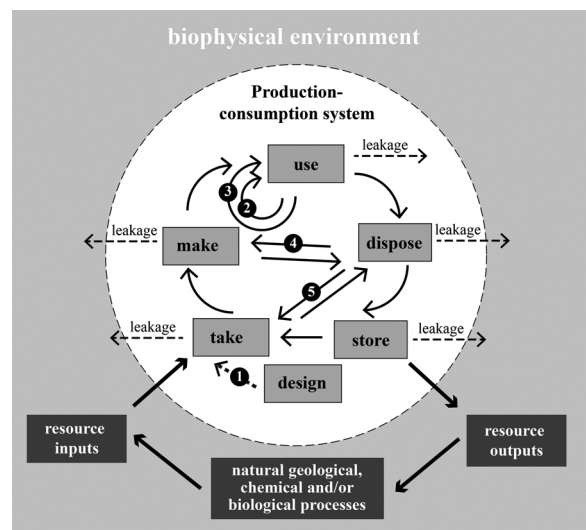 biophysical environment
Production-
consumption system
use
leakage
3
2
leakage
make
4
dispose
leakage
5
leakage
take
store
leakage
1
design
resource
inputs
resource
outputs
natural geological,
chemical and/or
biological processes